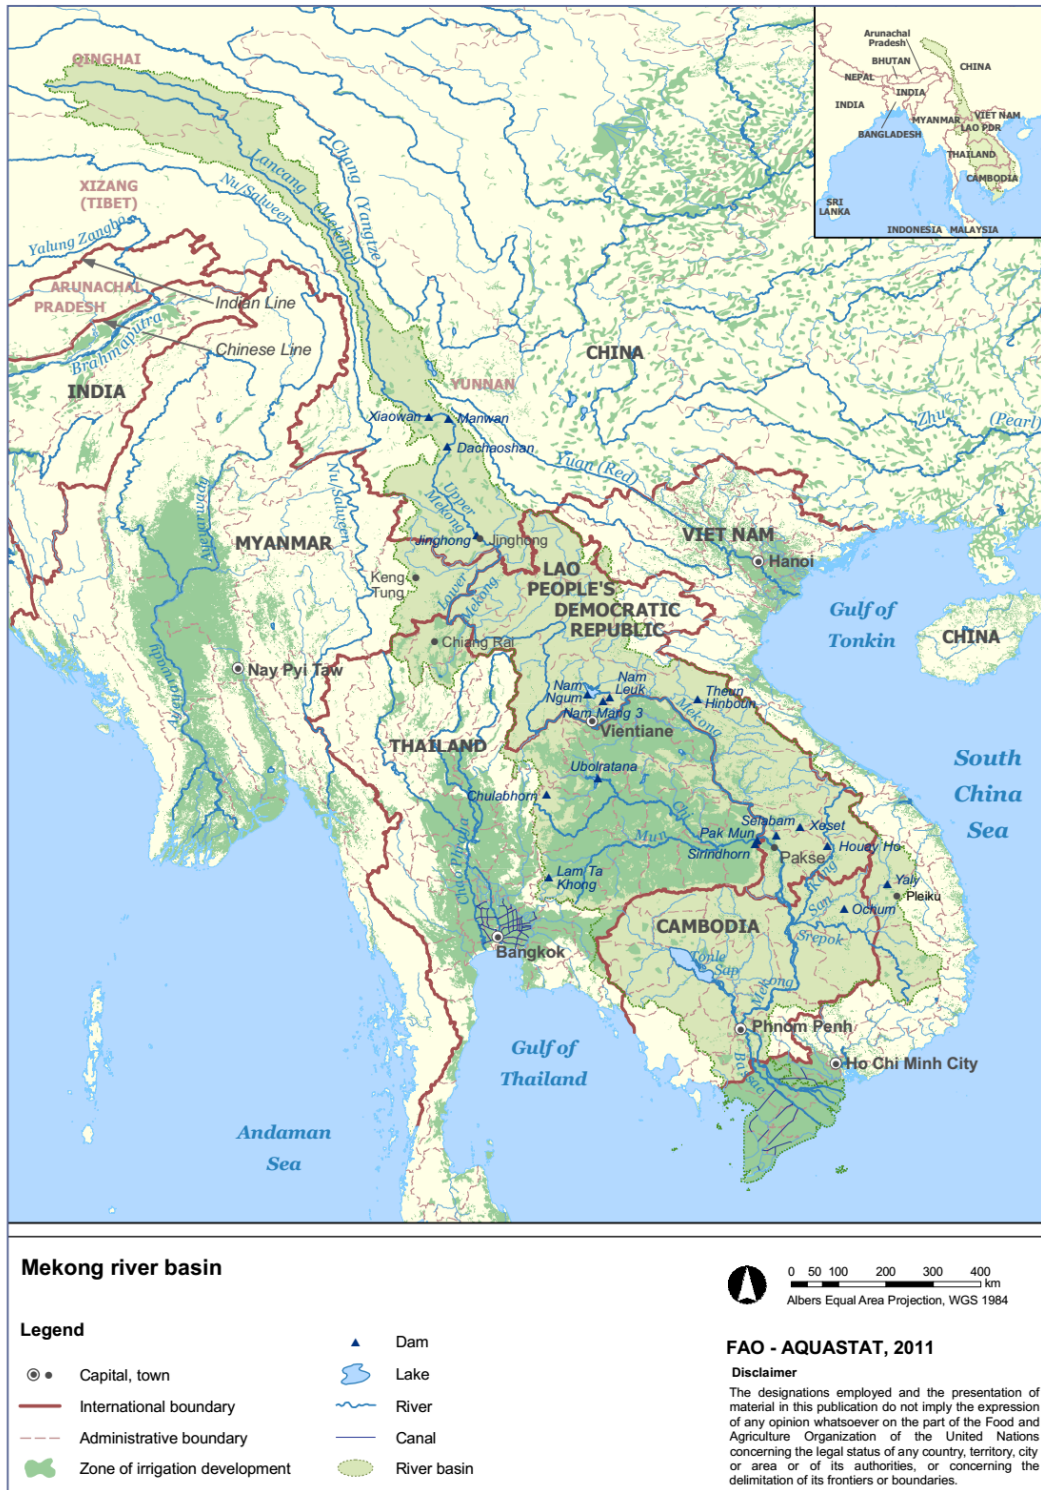 QINGHAI
XIZANG
(TIBET)
Lancang
(Mekong)
Nu/Salween
Chang (Yangtze)
Yalung Zangbo
ARUNACHAL
PRADESH
Indian Line
Chinese Line
Brahmaputra
INDIA
CHINA
YUNNAN
Xiaowan
Manwan
Dachaoshan
Zhu
(Pearl)
Yuan (Red)
Nu/Salween
Upper
Mekong
Ayeyarwady
MYANMAR
Jinghong
Jinghong
VIET NAM
Hanoi
Keng
Tung
LAO
PEOPLE'S
DEMOCRATIC
REPUBLIC
Lower
Mekong
Gulf of
Tonkin
CHINA
Chiang Rai
Nay Pyi Taw
Ayeyarwady
Nam
Ngum
Nam
Leuk
Nam Mang 3
Theun
Hinboun
Mekong
Vientiane
THAILAND
Ubolratana
Chulabhorn
South
China
Sea
Chi
Mun
Chao Phraya
Selabam
Xeset
Pak Mun
Sirindhorn
Houay Ho
Pakse
Lam Ta
Khong
Kong
San
Yaly
Pleiku
Ochum
CAMBODIA
Srepok
Bangkok
Tonle
Sap
Mekong
Phnom Penh
Ho Chi Minh City
Bassac
Gulf of
Thailand
Andaman
Sea
Arunachal
Pradesh
BHUTAN
CHINA
NEPAL
INDIA
INDIA
MYANMAR
VIET NAM
LAO PDR
BANGLADESH
THAILAND
CAMBODIA
SRI
LANKA
INDONESIA
MALAYSIA
Mekong river basin
Legend
Capital, town
International boundary
Administrative boundary
Zone of irrigation development
Dam
Lake
River
Canal
River basin
0 50 100 200 300 400
km
Albers Equal Area Projection, WGS 1984
FAO - AQUASTAT, 2011
Disclaimer
The designations employed and the presentation of
material in this publication do not imply the expression
of any opinion whatsoever on the part of the Food and
Agriculture Organization of the United Nations
concerning the legal status of any country, territory, city
or area or of its authorities, or concerning the
delimitation of its frontiers or boundaries.